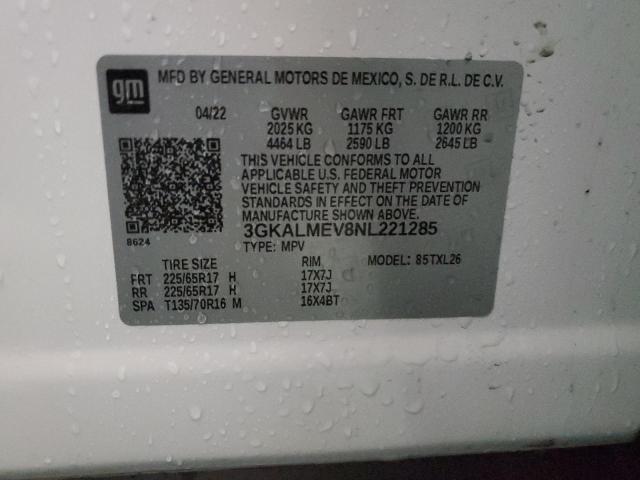 gm MFD BY GENERAL MOTORS DE MEXICO, S. DE R.L. DE C.V.
04/22 GVWR GAWR FRT GAWR RR
2025 KG 1175 KG 1200 KG
4464 LB 2590 LB 2645 LB
THIS VEHICLE CONFORMS TO ALL
APPLICABLE U.S. FEDERAL MOTOR
VEHICLE SAFETY AND THEFT PREVENTION
STANDARDS IN EFFECT ON THE DATE
OF MANUFACTURE SHOWN ABOVE.
8624 3GKALMEV8NL221285
TYPE: MPV
TIRE SIZE RIM MODEL: 85TXL26
FRT 225/65R17 H 17X7J
RR 225/65R17 H 17X7J
SPA T135/70R16 M 16X4BT